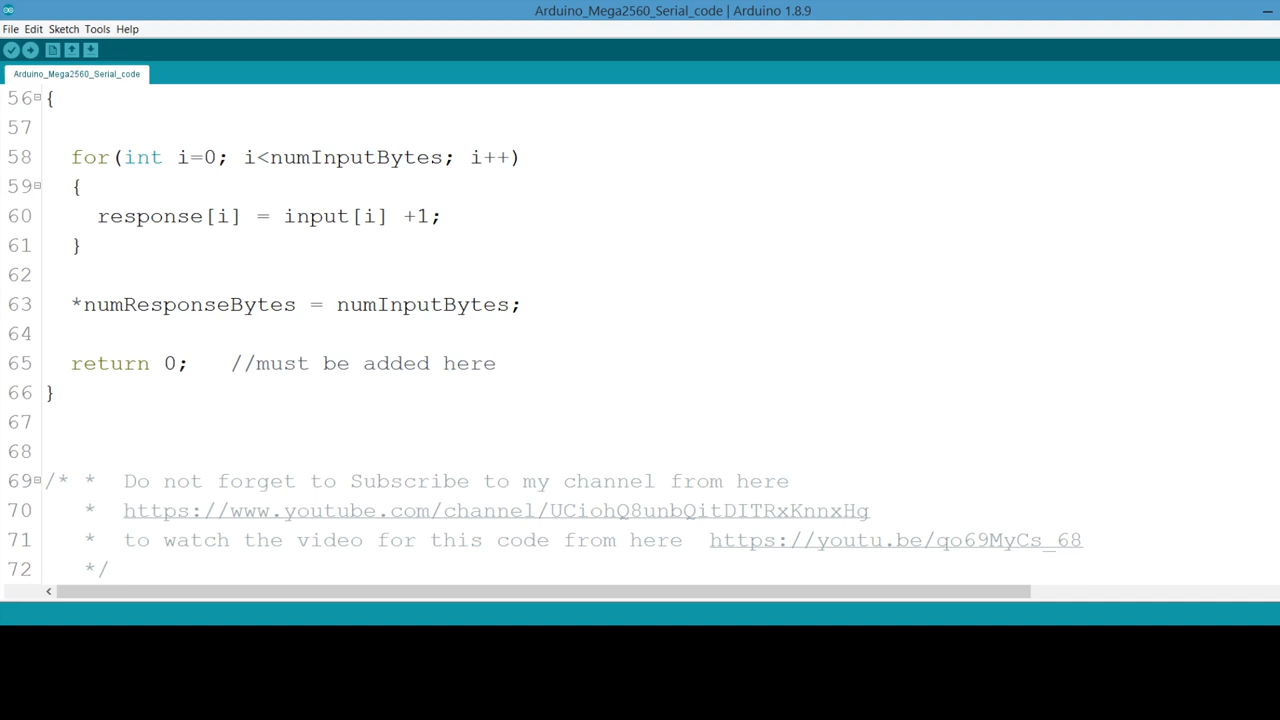 Arduino_Mega2560_Serial_code | Arduino 1.8.9
File Edit Sketch Tools Help
Arduino_Mega2560_Serial_code
56 {
57
58 for(int i=0; i<numInputBytes; i++)
59 {
60 response[i] = input[i] +1;
61 }
62
63 *numResponseBytes = numInputBytes;
64
65 return 0; //must be added here
66 }
67
68
69 /* * Do not forget to Subscribe to my channel from here
70 * https://www.youtube.com/channel/UCiohQ8unbQitDITRxKnnxHg
71 * to watch the video for this code from here https://youtu.be/qo69MyCs_68
72 */